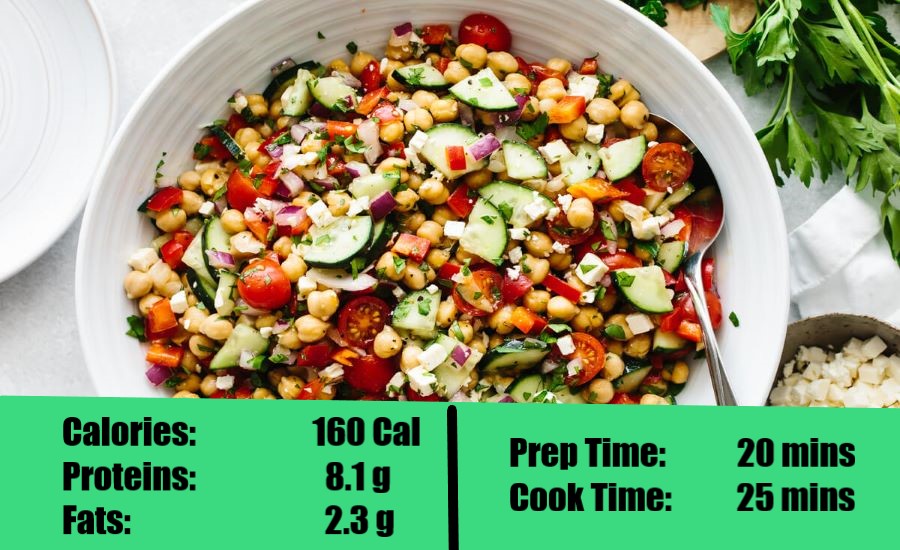 Calories: 160 Cal
Proteins: 8.1 g
Fats: 2.3 g
Prep Time: 20 mins
Cook Time: 25 mins